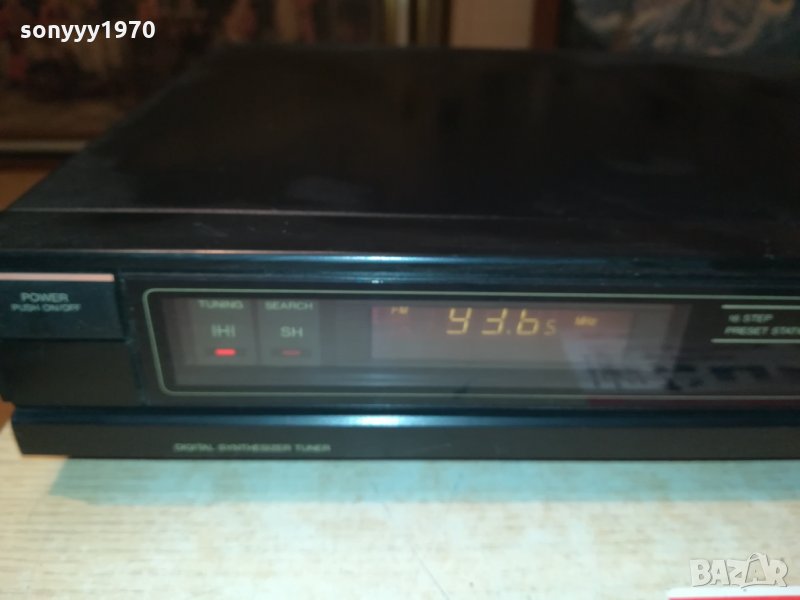 sonyyy1970
POWER
PUSH ON/OFF
TUNING
SEARCH
IHI
SH
FM
93.65
MHz
16 STEP
PRESET STATI
DIGITAL SYNTHESIZER TUNER
BAZAR